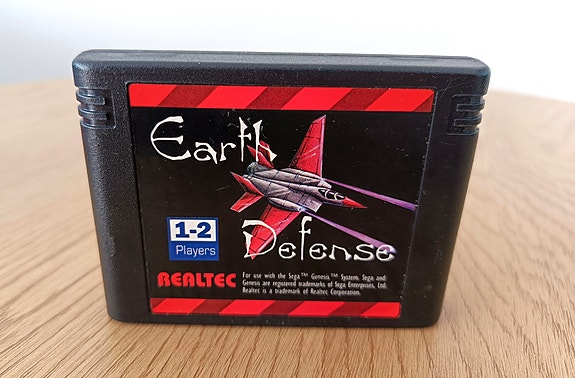 Earth
Defense
1-2
Players
REALTEC
For use with the Sega™ Genesis™ System. Sega and
Genesis are registered trademarks of Sega Enterprises, Ltd.
Realtec is a trademark of Realtec Corporation.